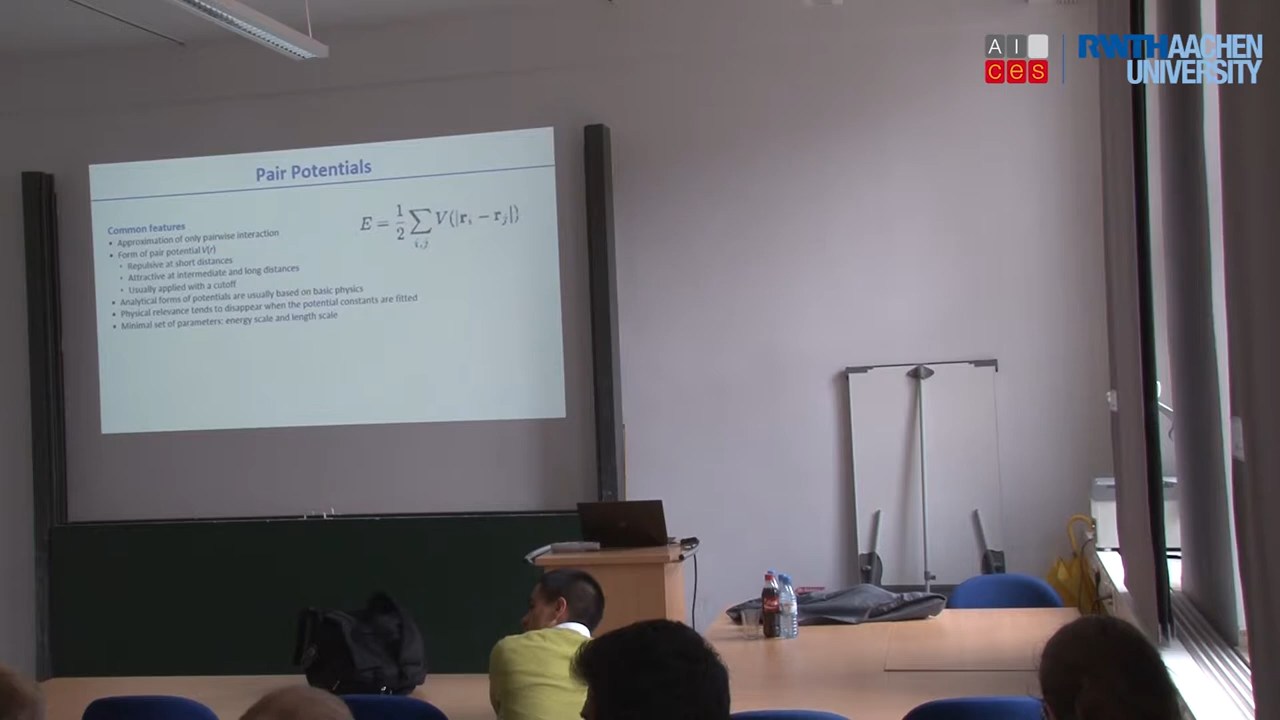 AICes
RWTHAACHEN
UNIVERSITY
Pair Potentials
Common features
E = 1/2 ∑ i,j V(|r_i − r_j|)
▪ Approximation of only pairwise interaction
▪ Form of pair potential V(r)
• Repulsive at short distances
• Attractive at intermediate and long distances
• Usually applied with a cutoff
▪ Analytical forms of potentials are usually based on basic physics
▪ Physical relevance tends to disappear when the potential constants are fitted
▪ Minimal set of parameters: energy scale and length scale